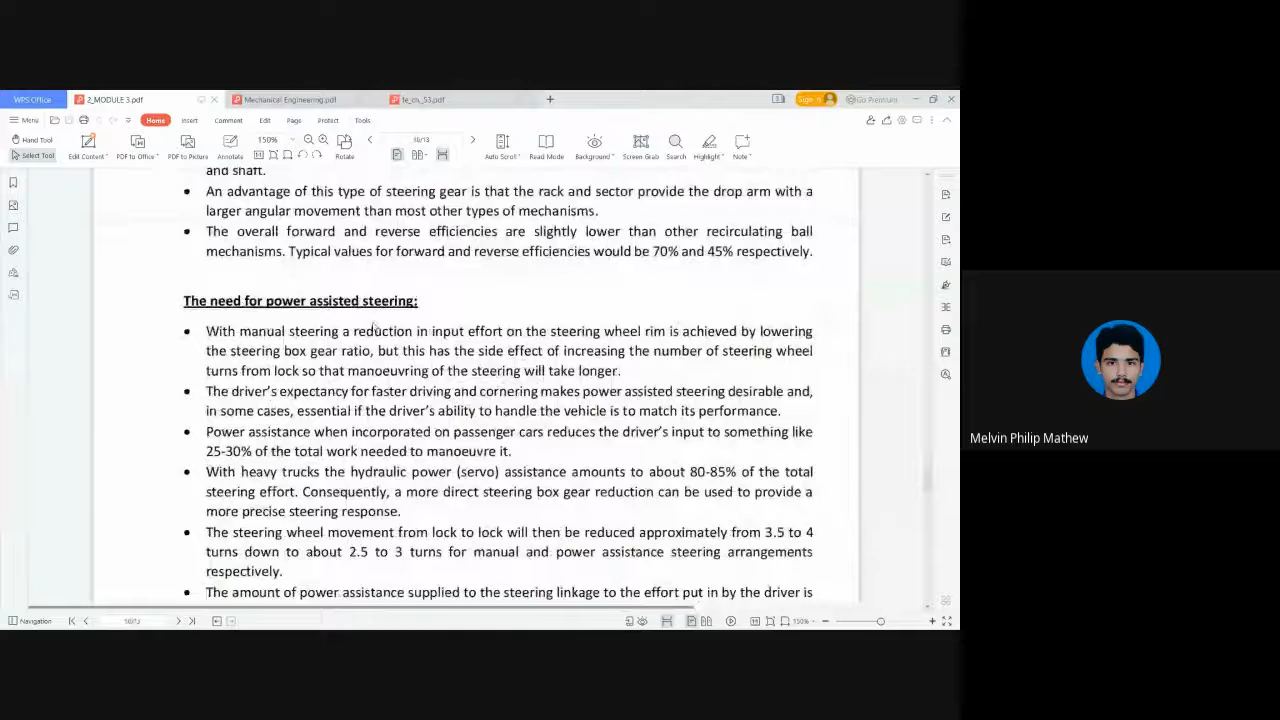 WPS Office
2_MODULE 3.pdf
Mechanical Engineering.pdf
fe_ch_53.pdf
Go Premium
Menu
Home
Insert
Comment
Edit
Page
Protect
Tools
Hand Tool
Select Tool
Edit Content
PDF to Office
PDF to Picture
Annotate
150%
Rotate
10/13
Auto Scroll
Read Mode
Background
Screen Grab
Search
Highlight
Note
and shaft.
• An advantage of this type of steering gear is that the rack and sector provide the drop arm with a
larger angular movement than most other types of mechanisms.
• The overall forward and reverse efficiencies are slightly lower than other recirculating ball
mechanisms. Typical values for forward and reverse efficiencies would be 70% and 45% respectively.
The need for power assisted steering:
• With manual steering a reduction in input effort on the steering wheel rim is achieved by lowering
the steering box gear ratio, but this has the side effect of increasing the number of steering wheel
turns from lock so that manoeuvring of the steering will take longer.
• The driver's expectancy for faster driving and cornering makes power assisted steering desirable and,
in some cases, essential if the driver's ability to handle the vehicle is to match its performance.
• Power assistance when incorporated on passenger cars reduces the driver's input to something like
25-30% of the total work needed to manoeuvre it.
• With heavy trucks the hydraulic power (servo) assistance amounts to about 80-85% of the total
steering effort. Consequently, a more direct steering box gear reduction can be used to provide a
more precise steering response.
• The steering wheel movement from lock to lock will then be reduced approximately from 3.5 to 4
turns down to about 2.5 to 3 turns for manual and power assistance steering arrangements
respectively.
• The amount of power assistance supplied to the steering linkage to the effort put in by the driver is
Navigation
10/13
150%
Melvin Philip Mathew